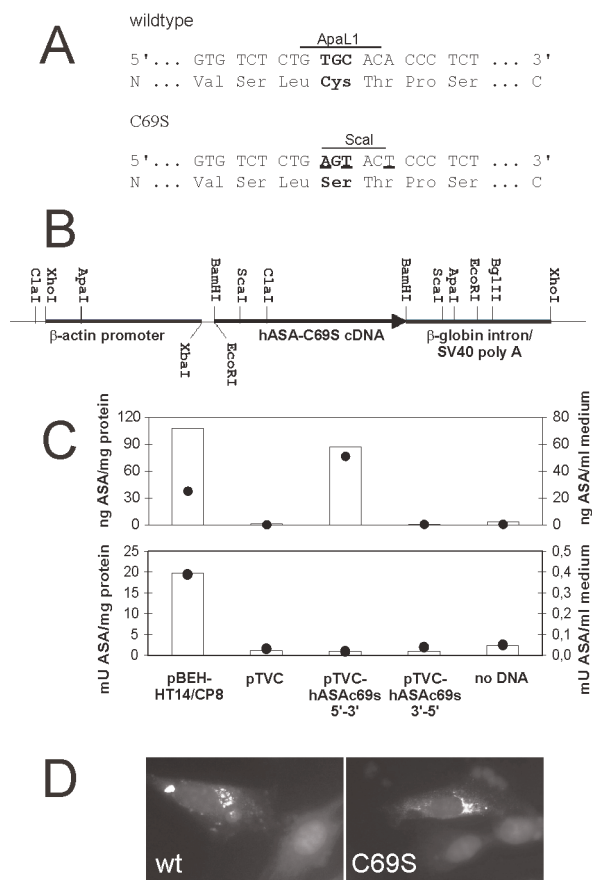 A
wildtype
ApaL1
5'... GTG TCT CTG TGC ACA CCC TCT ... 3'
N ... Val Ser Leu Cys Thr Pro Ser ... C
C69S
ScaI
5'... GTG TCT CTG AGT ACT CCC TCT ... 3'
N ... Val Ser Leu Ser Thr Pro Ser ... C
B
ClaI XhoI ApaI BamHI ScaI ClaI BamHI ScaI ApaI EcoRI BglII XhoI
β-actin promoter hASA-C69S cDNA β-globin intron/
SV40 poly A
XbaI EcoRI
C
ng ASA/mg protein
120
90
60
30
0
80
60
40
20
0
ng ASA/ml medium
mU ASA/mg protein
25
20
15
10
5
0
0,5
0,4
0,3
0,2
0,1
0,0
mU ASA/ml medium
pBEH-
HT14/CP8
pTVC
pTVC-
hASAc69s
5'-3'
pTVC-
hASAc69s
3'-5'
no DNA
D
wt
C69S